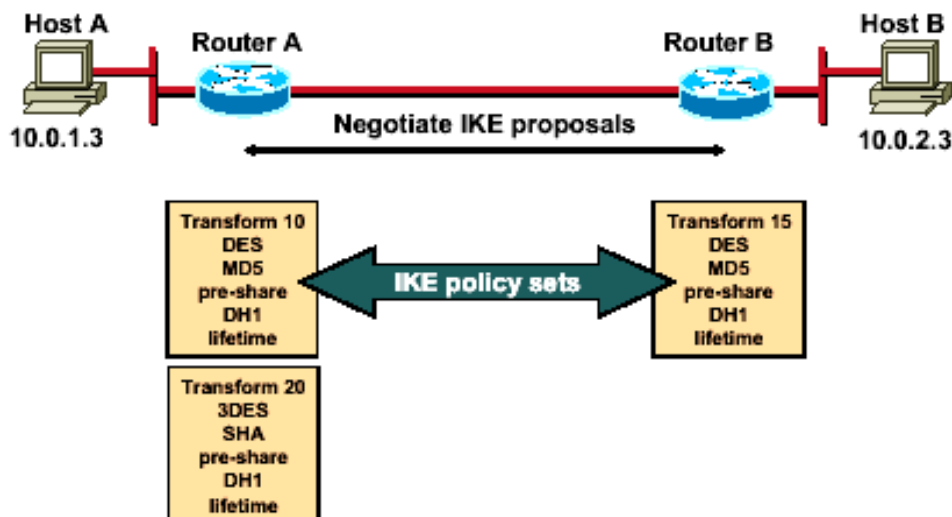 Host A
Router A
Router B
Host B
10.0.1.3
Negotiate IKE proposals
10.0.2.3
Transform 10
DES
MD5
pre-share
DH1
lifetime
IKE policy sets
Transform 15
DES
MD5
pre-share
DH1
lifetime
Transform 20
3DES
SHA
pre-share
DH1
lifetime